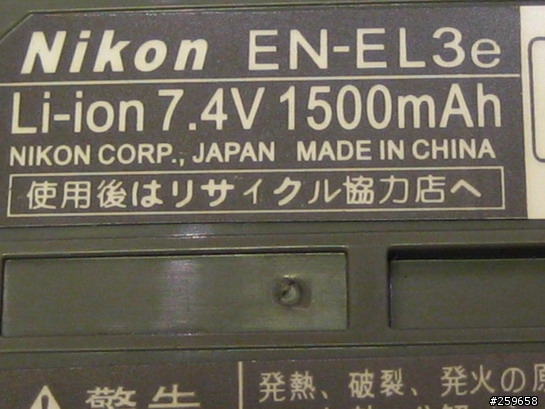 Nikon EN-EL3e
Li-ion 7.4V 1500mAh
NIKON CORP., JAPAN MADE IN CHINA
使用後はリサイクル協力店へ
警告
発熱、破裂、発火の原
#259658